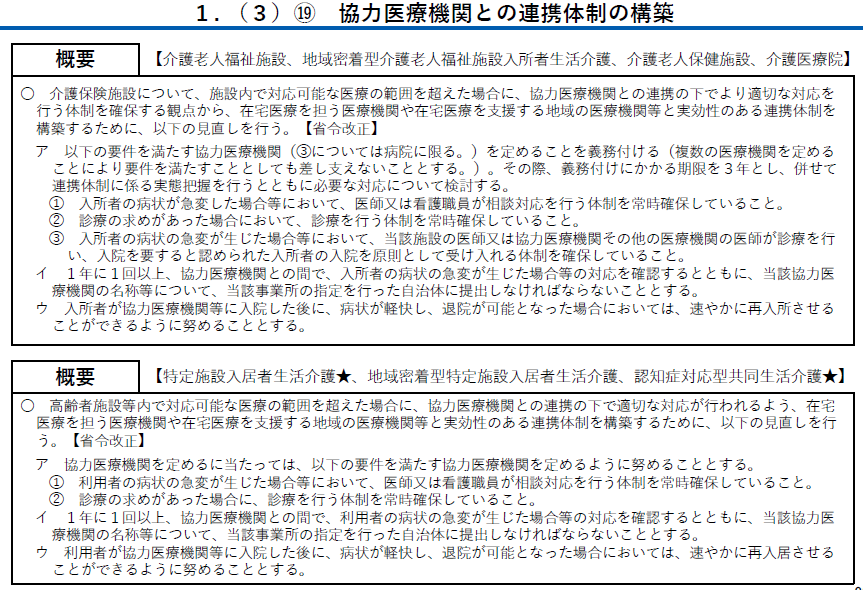 １．（３）⑲　協力医療機関との連携体制の構築
概要
【介護老人福祉施設、地域密着型介護老人福祉施設入所者生活介護、介護老人保健施設、介護医療院】
○　介護保険施設について、施設内で対応可能な医療の範囲を超えた場合に、協力医療機関との連携の下でより適切な対応を
行う体制を確保する観点から、在宅医療を担う医療機関や在宅医療を支援する地域の医療機関等と実効性のある連携体制を
構築するために、以下の見直しを行う。【省令改正】
ア　以下の要件を満たす協力医療機関（③については病院に限る。）を定めることを義務付ける（複数の医療機関を定める
ことにより要件を満たすこととしても差し支えないこととする。）。その際、義務付けにかかる期限を３年とし、併せて
連携体制に係る実態把握を行うとともに必要な対応について検討する。
①　入所者の病状が急変した場合等において、医師又は看護職員が相談対応を行う体制を常時確保していること。
②　診療の求めがあった場合において、診療を行う体制を常時確保していること。
③　入所者の病状の急変が生じた場合等において、当該施設の医師又は協力医療機関その他の医療機関の医師が診療を行
い、入院を要すると認められた入所者の入院を原則として受け入れる体制を確保していること。
イ　１年に１回以上、協力医療機関との間で、入所者の病状の急変が生じた場合等の対応を確認するとともに、当該協力医
療機関の名称等について、当該事業所の指定を行った自治体に提出しなければならないこととする。
ウ　入所者が協力医療機関等に入院した後に、病状が軽快し、退院が可能となった場合においては、速やかに再入所させる
ことができるように努めることとする。
概要
【特定施設入居者生活介護★、地域密着型特定施設入居者生活介護、認知症対応型共同生活介護★】
○　高齢者施設等内で対応可能な医療の範囲を超えた場合に、協力医療機関との連携の下で適切な対応が行われるよう、在宅
医療を担う医療機関や在宅医療を支援する地域の医療機関等と実効性のある連携体制を構築するために、以下の見直しを行
う。【省令改正】
ア　協力医療機関を定めるに当たっては、以下の要件を満たす協力医療機関を定めるように努めることとする。
①　利用者の病状の急変が生じた場合等において、医師又は看護職員が相談対応を行う体制を常時確保していること。
②　診療の求めがあった場合に、診療を行う体制を常時確保していること。
イ　１年に１回以上、協力医療機関との間で、利用者の病状の急変が生じた場合等の対応を確認するとともに、当該協力医
療機関の名称等について、当該事業所の指定を行った自治体に提出しなければならないこととする。
ウ　利用者が協力医療機関等に入院した後に、病状が軽快し、退院が可能となった場合においては、速やかに再入居させる
ことができるように努めることとする。